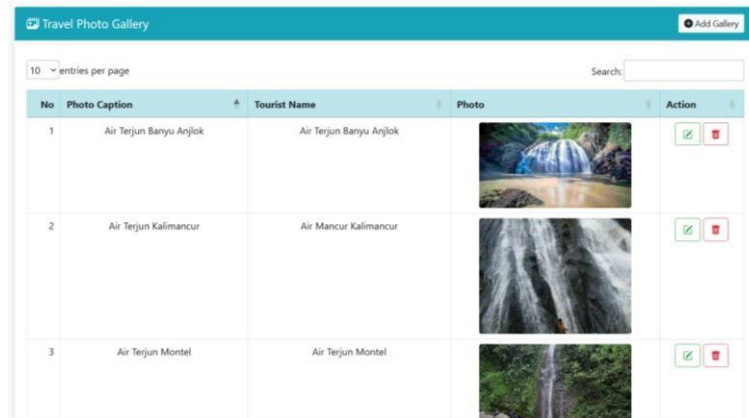 Travel Photo Gallery
Add Gallery
10 entries per page
Search:
No Photo Caption Tourist Name Photo Action
1 Air Terjun Banyu Anjlok Air Terjun Banyu Anjlok
2 Air Terjun Kalimancur Air Mancur Kalimancur
3 Air Terjun Montel Air Terjun Montel